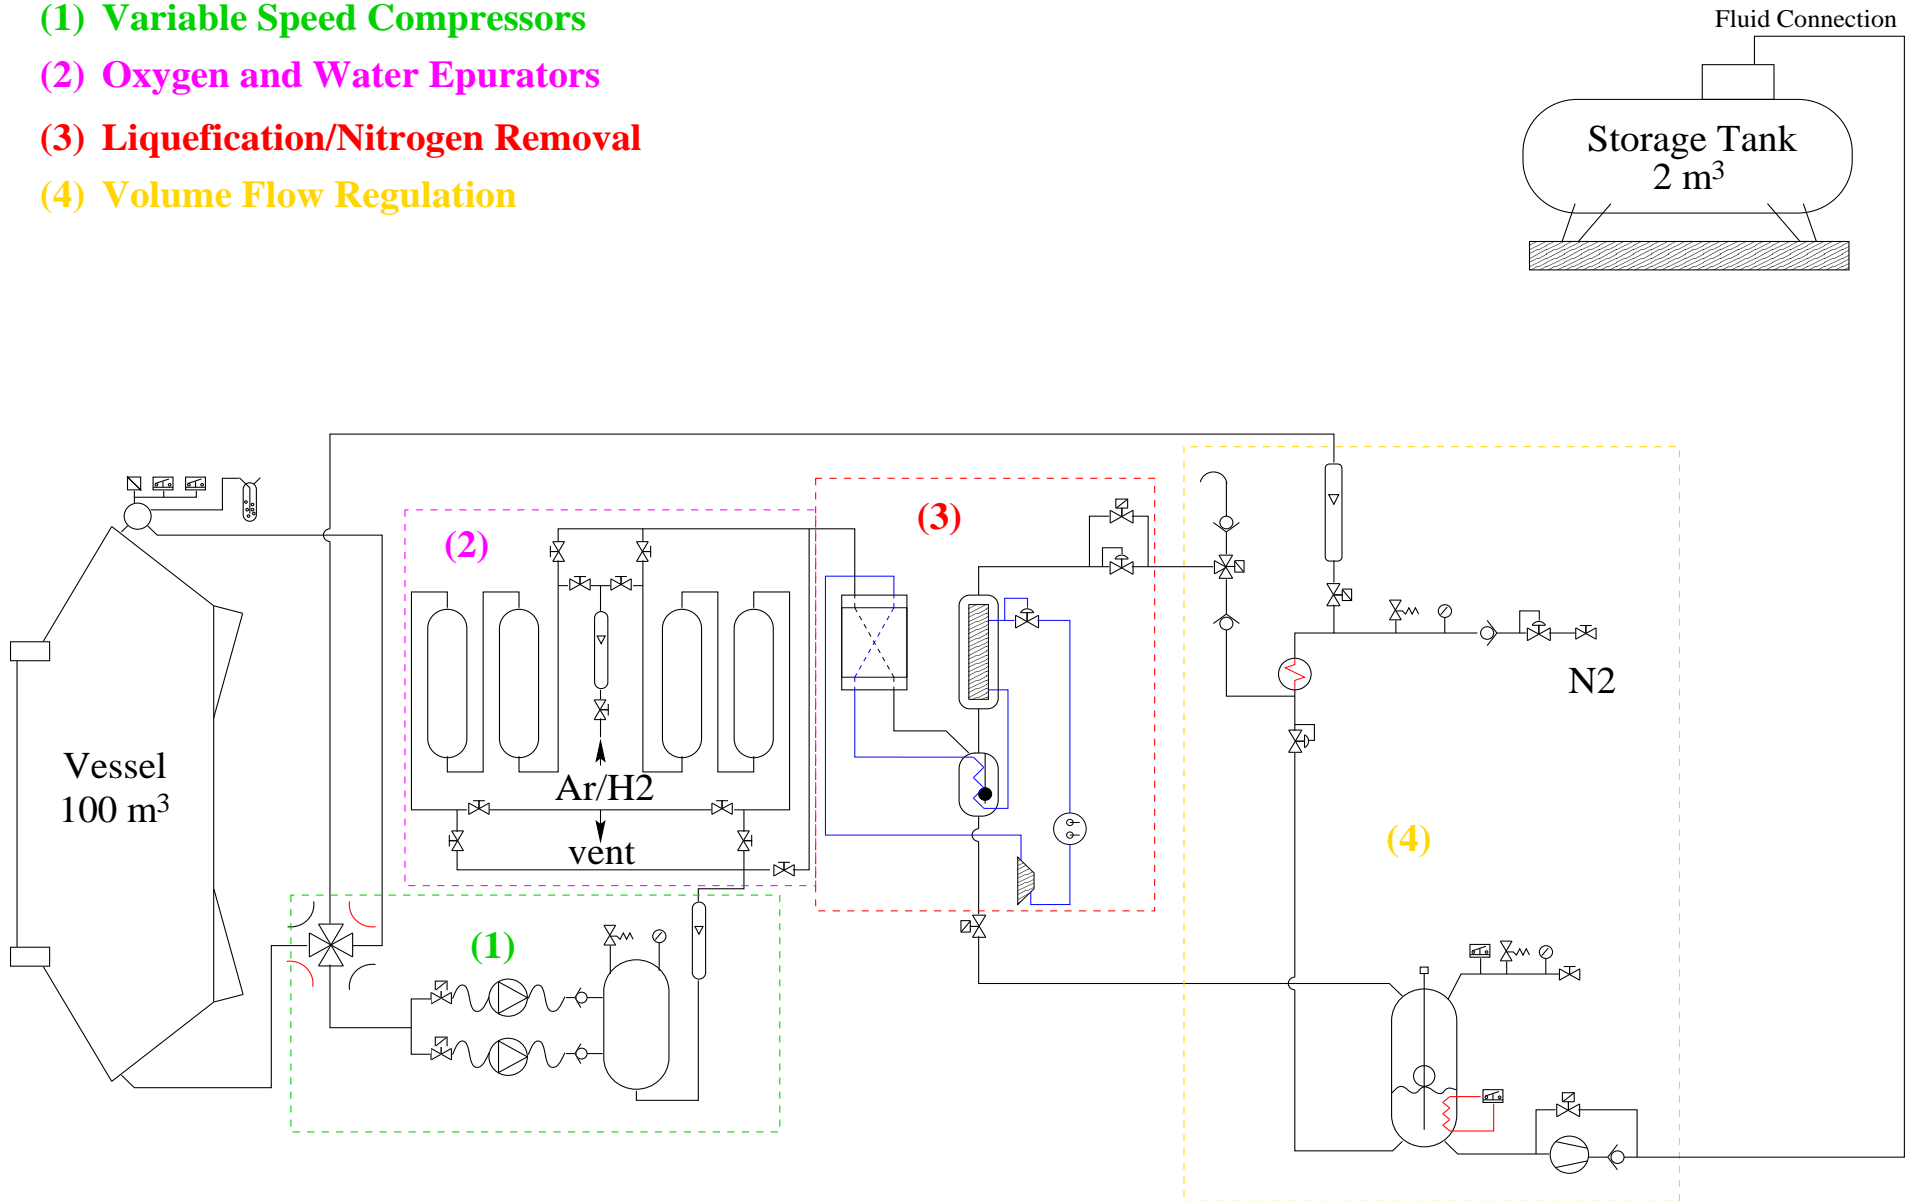 (1) Variable Speed Compressors
(2) Oxygen and Water Epurators
(3) Liquefication/Nitrogen Removal
(4) Volume Flow Regulation
Fluid Connection
Storage Tank
2 m³
(2)
(3)
N2
Vessel
100 m³
Ar/H2
vent
(4)
(1)